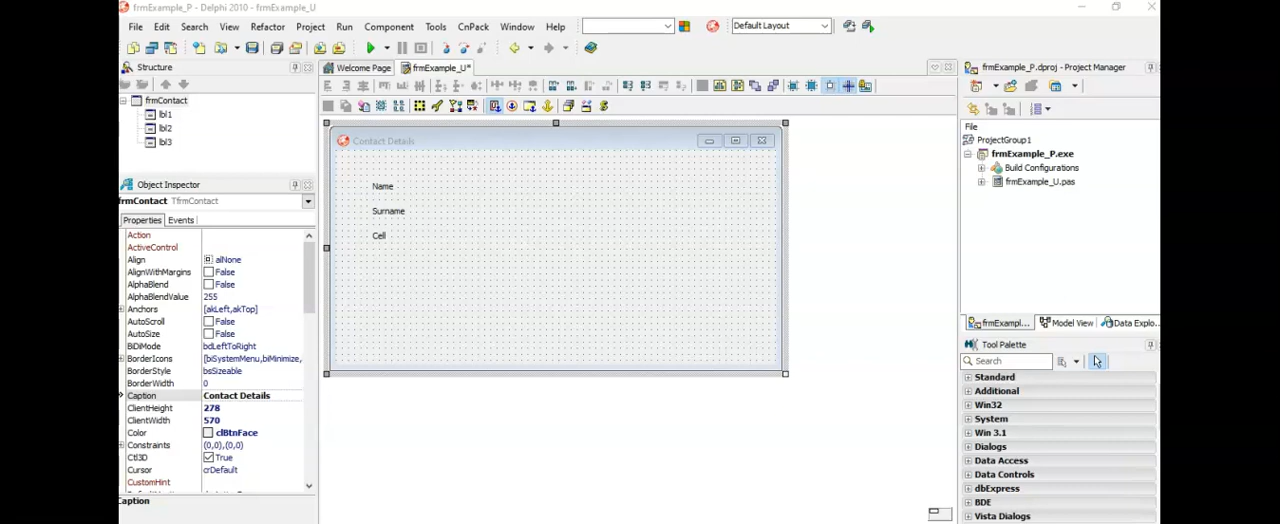 frmExample_P - Delphi 2010 - frmExample_U
File Edit Search View Refactor Project Run Component Tools CnPack Window Help
Default Layout
Structure
frmContact
lbl1
lbl2
lbl3
Object Inspector
frmContact TfrmContact
Properties Events
Action
ActiveControl
Align alNone
AlignWithMargins False
AlphaBlend False
AlphaBlendValue 255
Anchors [akLeft,akTop]
AutoScroll False
AutoSize False
BiDiMode bdLeftToRight
BorderIcons [biSystemMenu,biMinimize,
BorderStyle bsSizeable
BorderWidth 0
Caption Contact Details
ClientHeight 278
ClientWidth 570
Color clBtnFace
Constraints (0,0),(0,0)
Ctl3D True
Cursor crDefault
CustomHint
Caption
Welcome Page frmExample_U*
Contact Details
Name
Surname
Cell
frmExample_P.dproj - Project Manager
File
ProjectGroup1
frmExample_P.exe
Build Configurations
frmExample_U.pas
frmExampl... Model View Data Explo...
Tool Palette
Search
Standard
Additional
Win32
System
Win 3.1
Dialogs
Data Access
Data Controls
dbExpress
BDE
Vista Dialogs